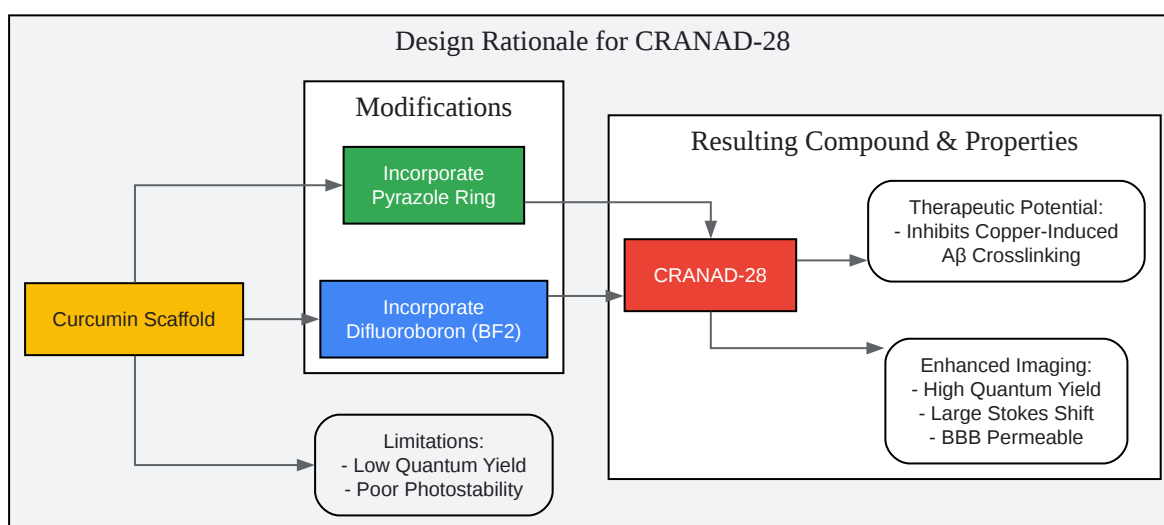 Design Rationale for CRANAD-28
Modifications
Incorporate
Pyrazole Ring
Incorporate
Difluoroboron (BF2)
Curcumin Scaffold
Limitations:
- Low Quantum Yield
- Poor Photostability
Resulting Compound & Properties
CRANAD-28
Therapeutic Potential:
- Inhibits Copper-Induced
Aβ Crosslinking
Enhanced Imaging:
- High Quantum Yield
- Large Stokes Shift
- BBB Permeable